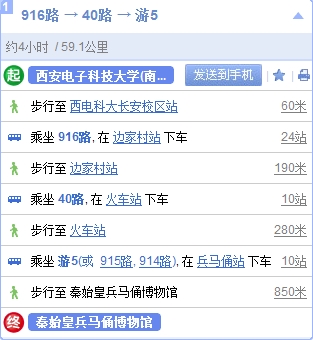 1
916路 → 40路 → 游5
约4小时 / 59.1公里
起 西安电子科技大学(南... 发送到手机
步行至 西电科大长安校区站 60米
乘坐 916路, 在 边家村站 下车 24站
步行至 边家村站 190米
乘坐 40路, 在 火车站 下车 10站
步行至 火车站 280米
乘坐 游5(或 915路, 914路), 在 兵马俑站 下车 10站
步行至 秦始皇兵马俑博物馆 850米
终 秦始皇兵马俑博物馆